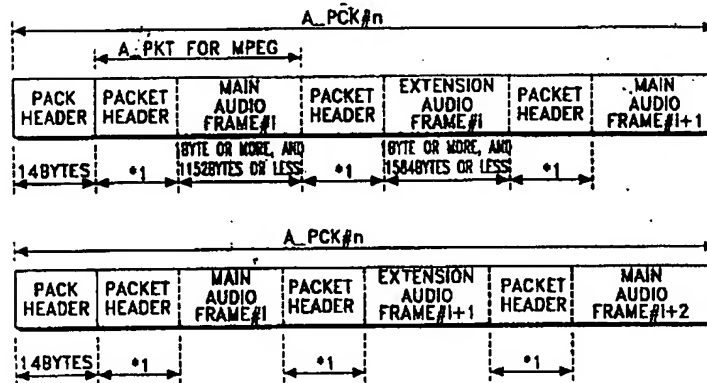 A_PCK#n
A_PKT FOR MPEG
PACK HEADER
PACKET HEADER
MAIN AUDIO FRAME#i
PACKET HEADER
EXTENSION AUDIO FRAME#i
PACKET HEADER
MAIN AUDIO FRAME#i+1
14BYTES
*1
1BYTE OR MORE, AND 1152BYTES OR LESS
*1
1BYTE OR MORE, AND 1584BYTES OR LESS
*1
A_PCK#n
PACK HEADER
PACKET HEADER
MAIN AUDIO FRAME#i
PACKET HEADER
EXTENSION AUDIO FRAME#i+1
PACKET HEADER
MAIN AUDIO FRAME#i+2
14BYTES
*1
*1
*1